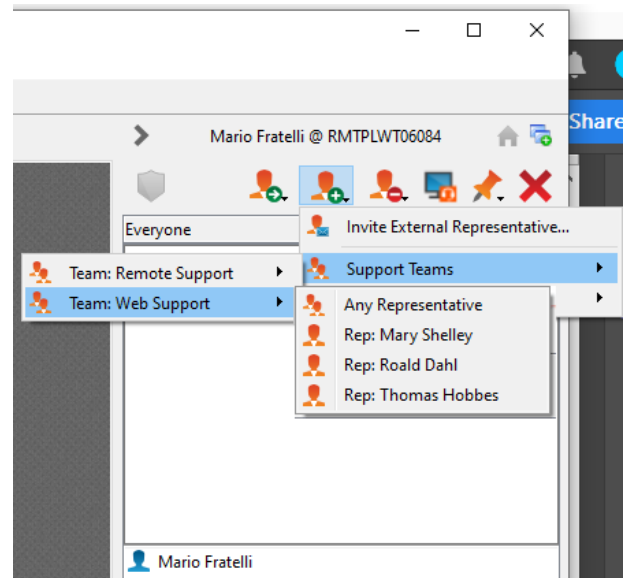 Share
Mario Fratelli @ RMTPLWT06084
Everyone
Invite External Representative...
Team: Remote Support
Support Teams
Team: Web Support
Any Representative
Rep: Mary Shelley
Rep: Roald Dahl
Rep: Thomas Hobbes
Mario Fratelli